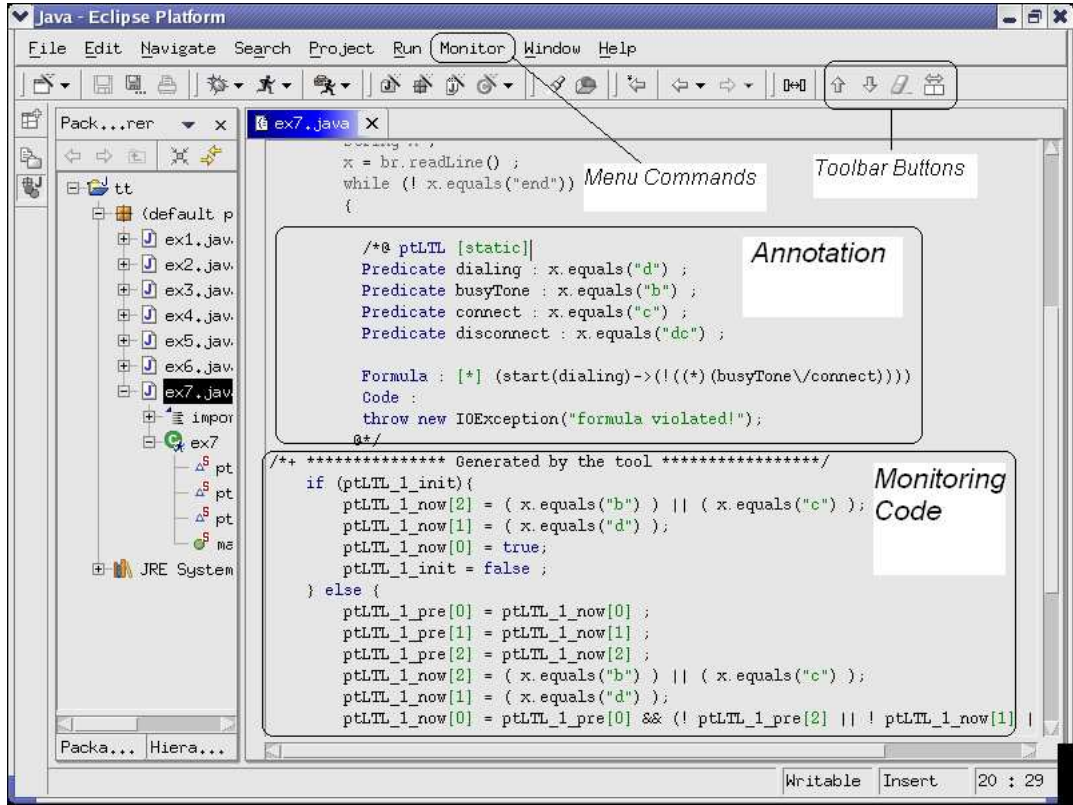 Java - Eclipse Platform
File Edit Navigate Search Project Run Monitor Window Help
Pack...rer
ex7.java
tt
(default p
ex1.jav
ex2.jav
ex3.jav
ex4.jav
ex5.jav
ex6.jav
ex7.jav
impor
ex7
pt
pt
pt
ma
JRE System
Packa... Hiera...
x = br.readLine() ;
while (! x.equals("end"))
{
Menu Commands
Toolbar Buttons
/*@ ptLTL [static]
Predicate dialing : x.equals("d") ;
Predicate busyTone : x.equals("b") ;
Predicate connect : x.equals("c") ;
Predicate disconnect : x.equals("dc") ;
Formula : [*] (start(dialing)->(!((*)(busyTone\/connect))))
Code :
throw new IOException("formula violated!");
@*/
Annotation
/*+ *************** Generated by the tool *****************/
if (ptLTL_1_init){
ptLTL_1_now[2] = ( x.equals("b") ) || ( x.equals("c") );
ptLTL_1_now[1] = ( x.equals("d") );
ptLTL_1_now[0] = true;
ptLTL_1_init = false ;
} else {
ptLTL_1_pre[0] = ptLTL_1_now[0] ;
ptLTL_1_pre[1] = ptLTL_1_now[1] ;
ptLTL_1_pre[2] = ptLTL_1_now[2] ;
ptLTL_1_now[2] = ( x.equals("b") ) || ( x.equals("c") );
ptLTL_1_now[1] = ( x.equals("d") );
ptLTL_1_now[0] = ptLTL_1_pre[0] && (! ptLTL_1_pre[2] || ! ptLTL_1_now[1] |
Monitoring
Code
Writable Insert 20 : 29